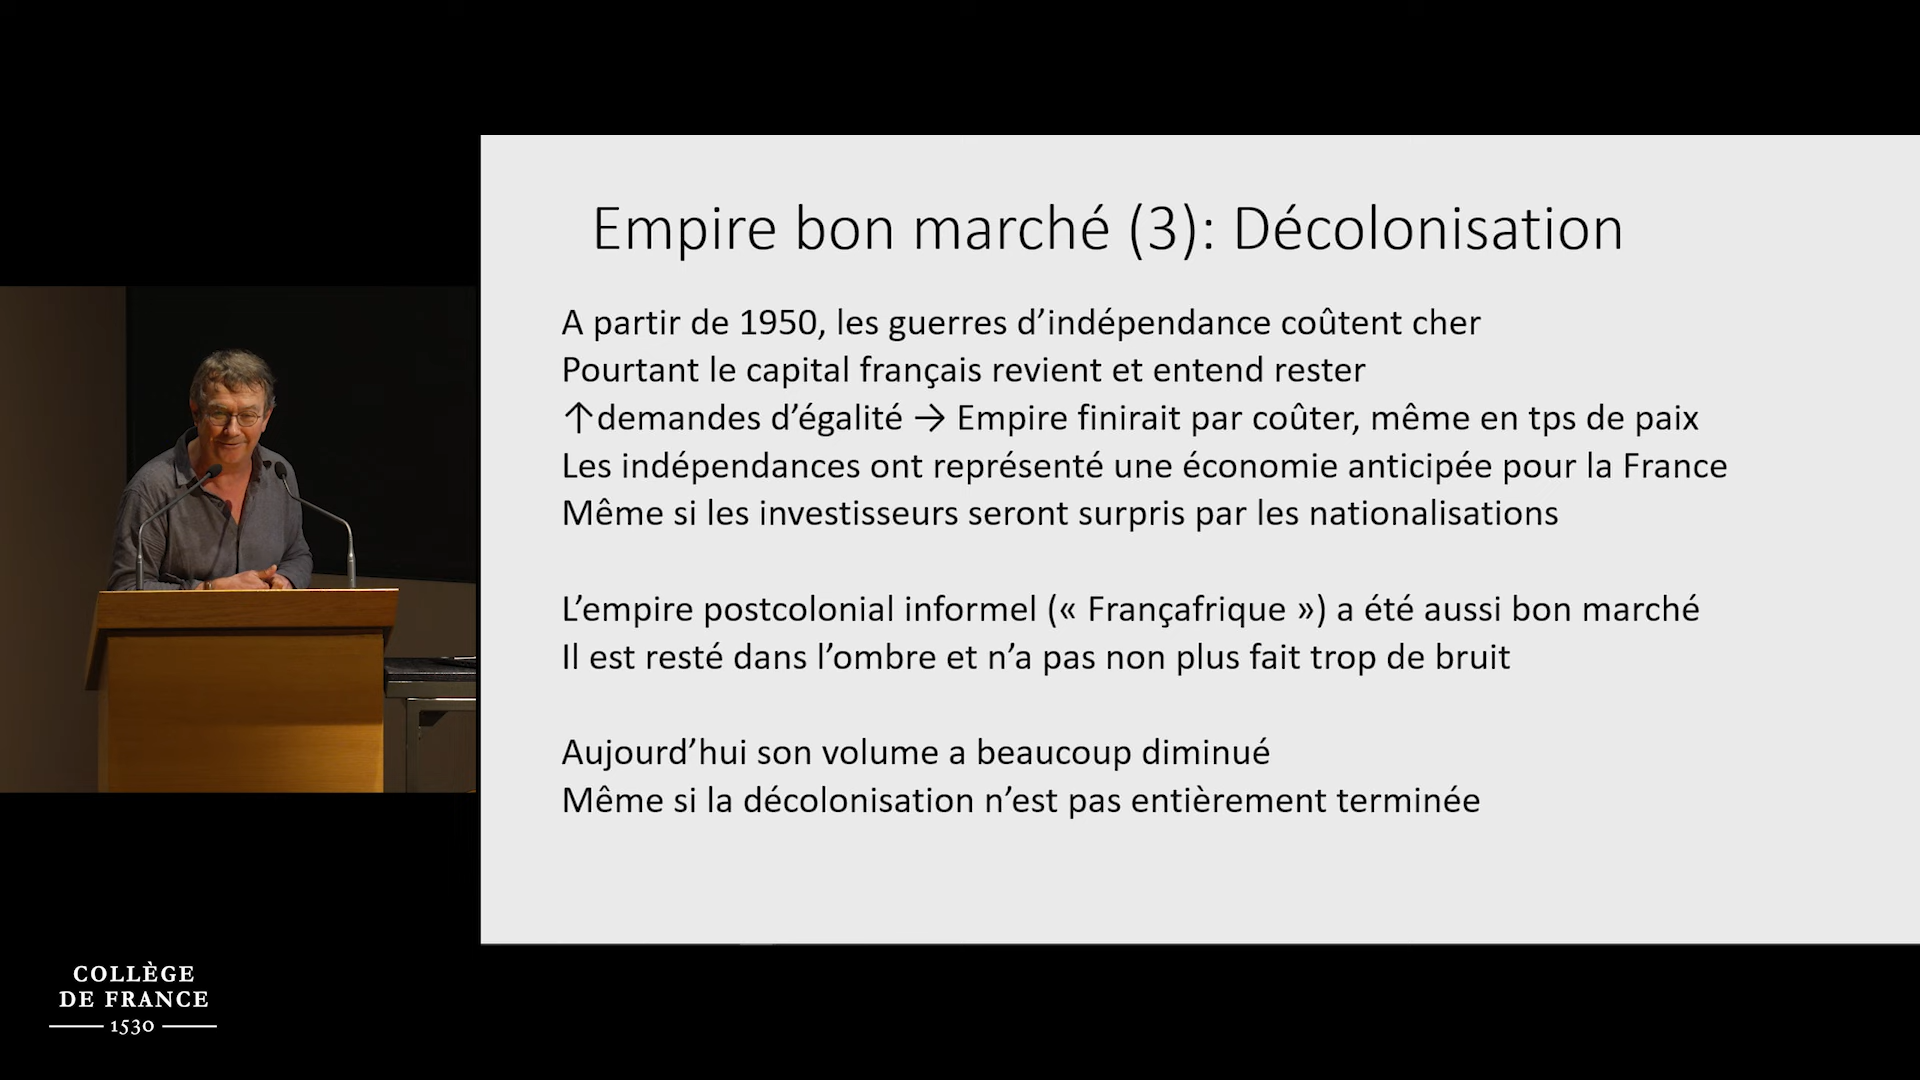 Empire bon marché (3): Décolonisation
A partir de 1950, les guerres d’indépendance coûtent cher
Pourtant le capital français revient et entend rester
↑demandes d’égalité → Empire finirait par coûter, même en tps de paix
Les indépendances ont représenté une économie anticipée pour la France
Même si les investisseurs seront surpris par les nationalisations
L’empire postcolonial informel (« Françafrique ») a été aussi bon marché
Il est resté dans l’ombre et n’a pas non plus fait trop de bruit
Aujourd’hui son volume a beaucoup diminué
Même si la décolonisation n’est pas entièrement terminée
COLLÈGE
DE FRANCE
1530